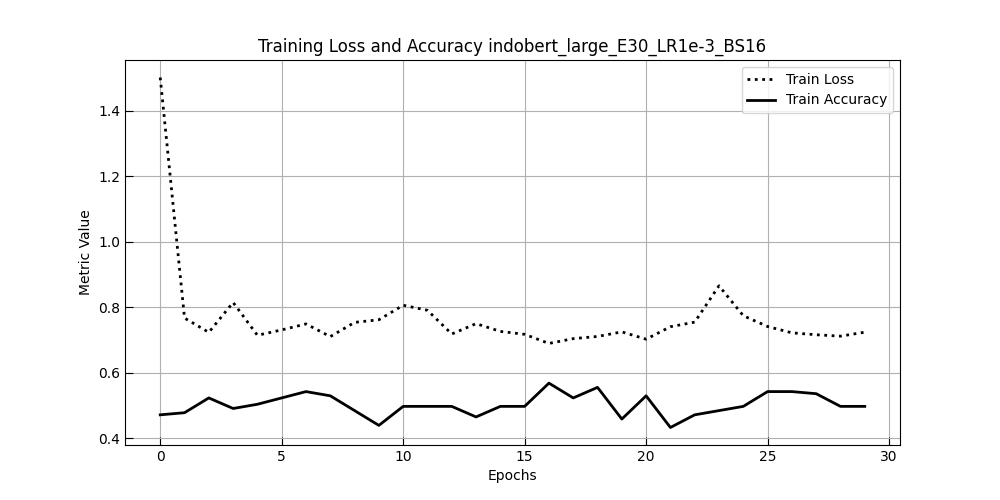 Training Loss and Accuracy indobert_large_E30_LR1e-3_BS16
Train Loss
Train Accuracy
Metric Value
1.4
1.2
1.0
0.8
0.6
0.4
0 5 10 15 20 25 30
Epochs